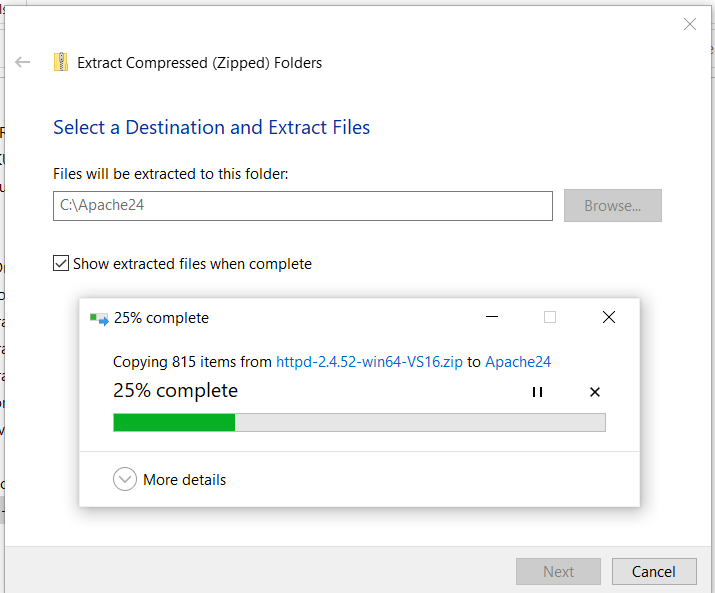 Extract Compressed (Zipped) Folders
Select a Destination and Extract Files
Files will be extracted to this folder:
C:\Apache24
Browse...
Show extracted files when complete
25% complete
Copying 815 items from httpd-2.4.52-win64-VS16.zip to Apache24
25% complete
More details
Next
Cancel